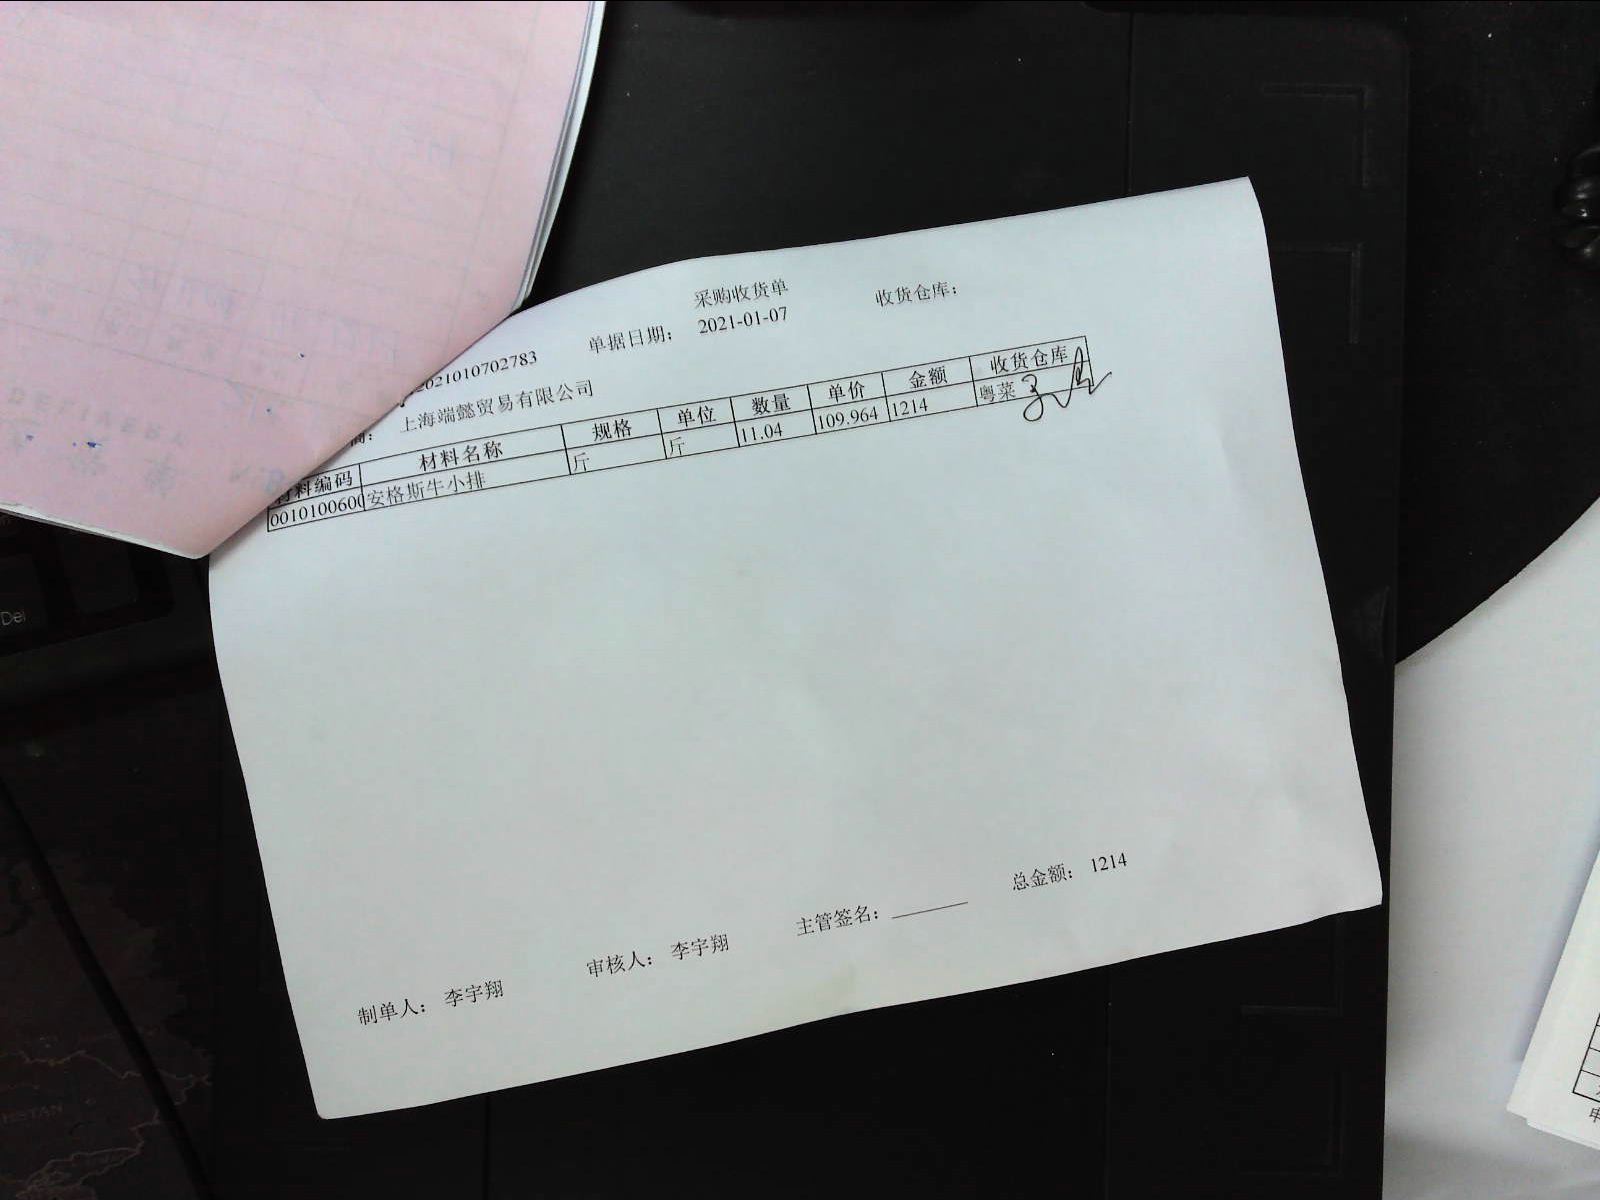 采购收货单
2021010702783 单据日期： 2021-01-07 收货仓库：
商： 上海端懿贸易有限公司
材料编码 材料名称 规格 单位 数量 单价 金额 收货仓库
0010100600 安格斯牛小排 斤 斤 11.04 109.964 1214 粤菜
总金额： 1214
制单人： 李宇翔 审核人： 李宇翔 主管签名：
DELIVERY
Del